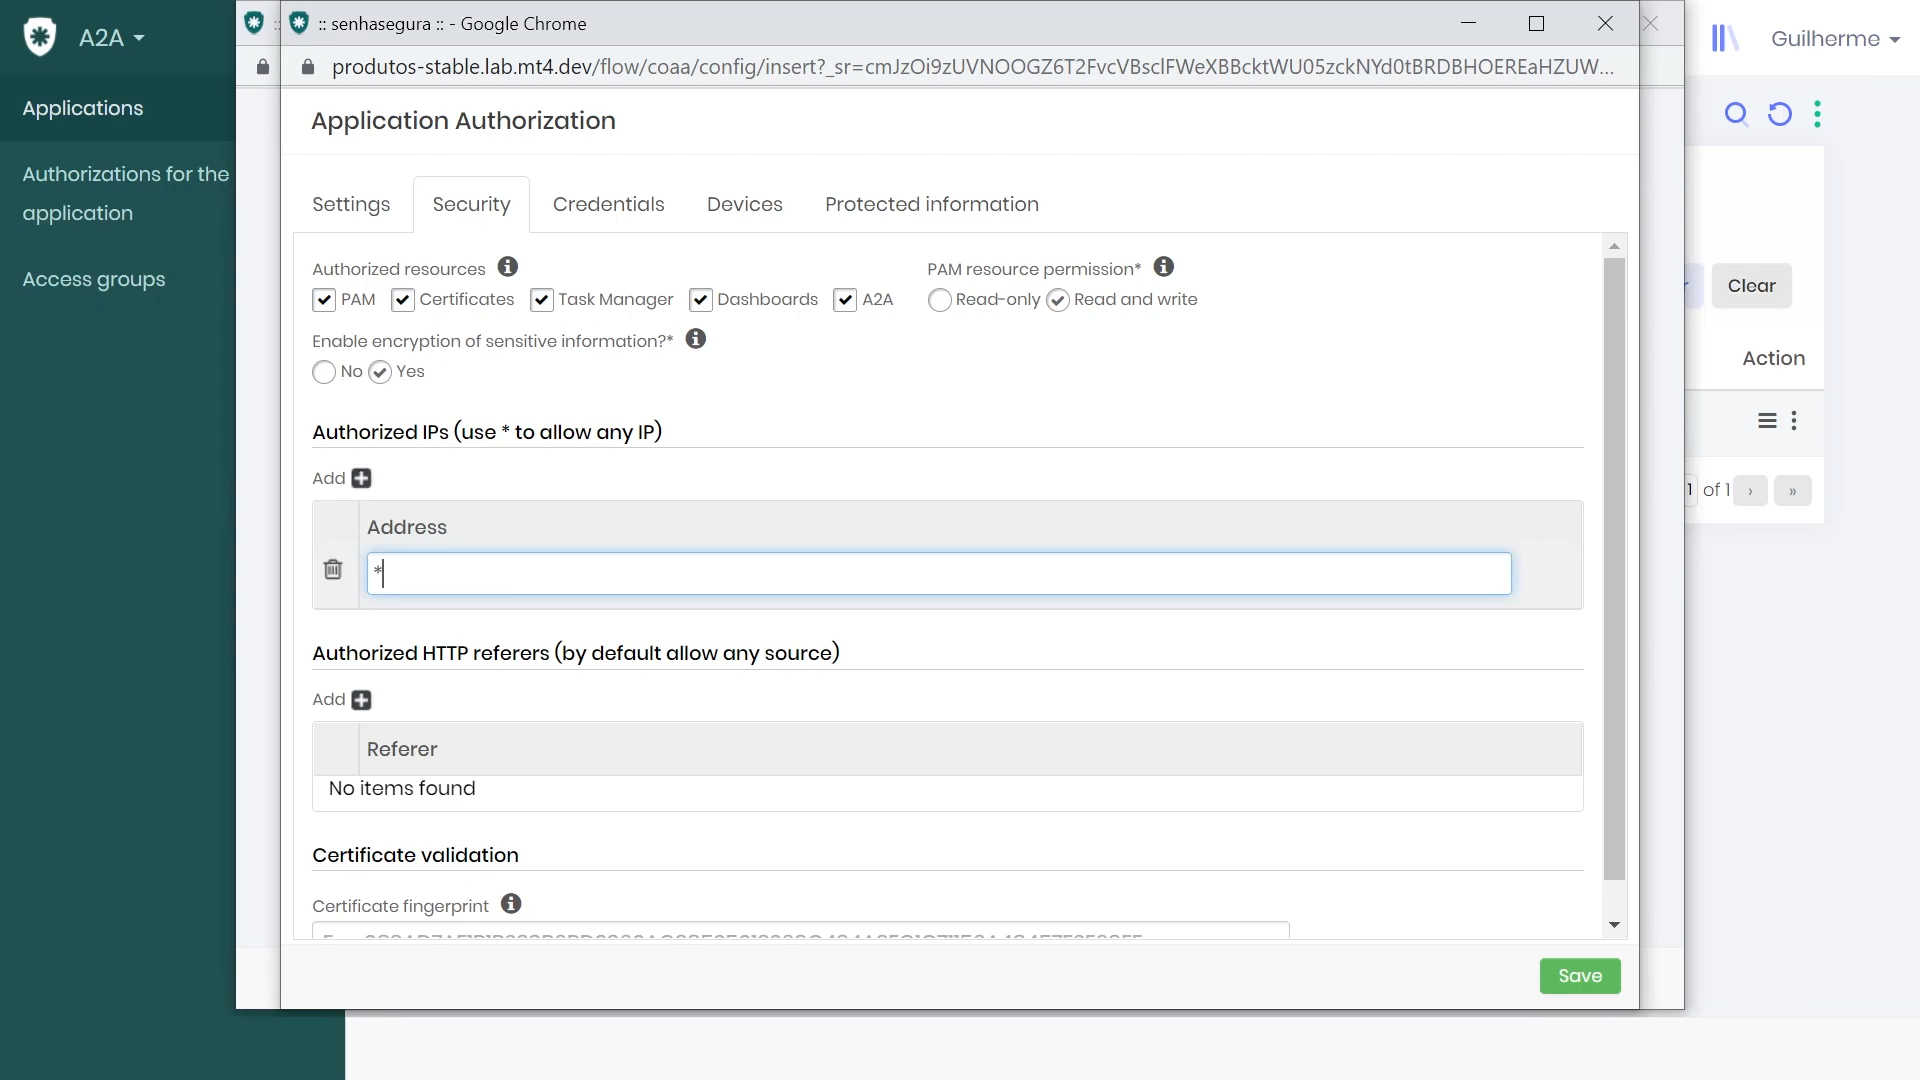 A2A
Applications
Authorizations for the
application
Access groups
:: senhasegura :: - Google Chrome
produtos-stable.lab.mt4.dev/flow/coaa/config/insert?_sr=cmJzOi9zUVNOOGZ6T2FvcVBsclFWeXBBcktWU05zckNYd0tBRDBHOEREaHZUW...
Application Authorization
Settings Security Credentials Devices Protected information
Authorized resources PAM resource permission*
PAM Certificates Task Manager Dashboards A2A Read-only Read and write
Enable encryption of sensitive information?*
No Yes
Authorized IPs (use * to allow any IP)
Add
Address
*
Authorized HTTP referers (by default allow any source)
Add
Referer
No items found
Certificate validation
Certificate fingerprint
Save
Guilherme
Clear
Action
1 of 1 › »